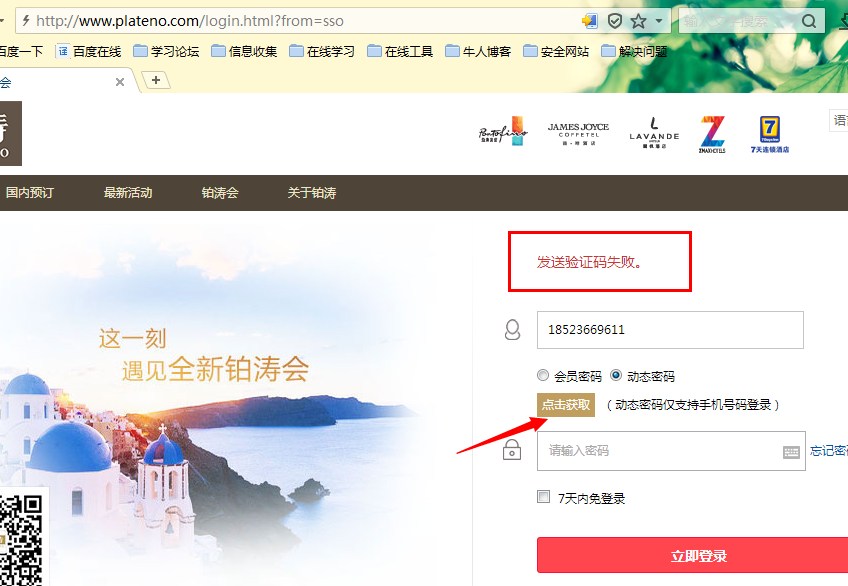 http://www.plateno.com/login.html?from=sso
百度一下 百度在线 学习论坛 信息收集 在线学习 在线工具 牛人博客 安全网站 解决问题
会
Portofino
JAMES JOYCE
COFFETEL
LAVANDE
ZMAXHOTELS
7
7天连锁酒店
语言
国内预订 最新活动 铂涛会 关于铂涛
发送验证码失败。
这一刻
遇见全新铂涛会
18523669611
会员密码 动态密码
点击获取 (动态密码仅支持手机号码登录)
请输入密码 忘记密码
7天内免登录
立即登录